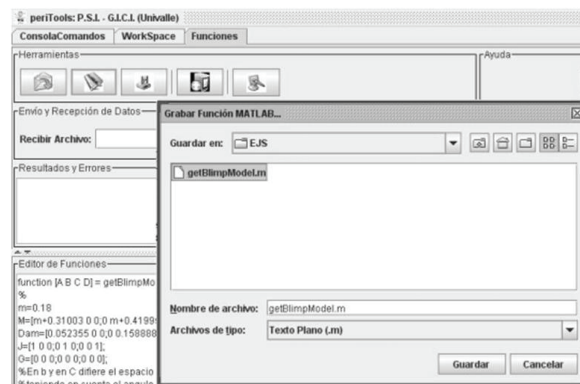 periTools: P.S.I. - G.I.C.I. (Univalle)
ConsolaComandos WorkSpace Funciones
Herramientas
Ayuda
Envío y Recepción de Datos
Recibir Archivo:
Resultados y Errores
Editor de Funciones
function [A B C D] = getBlimpMo
%
m=0.18
M=[m+0.31003 0 0;0 m+0.4199
Dam=[0.052355 0 0;0 0.158888
J=[1 0 0;0 1 0;0 0 1];
G=[0 0 0;0 0 0;0 0 0];
%En b y en C difiere el espacio
Grabar Función MATLAB...
Guardar en: EJS
getBlimpModel.m
Nombre de archivo: getBlimpModel.m
Archivos de tipo: Texto Plano (.m)
Guardar Cancelar